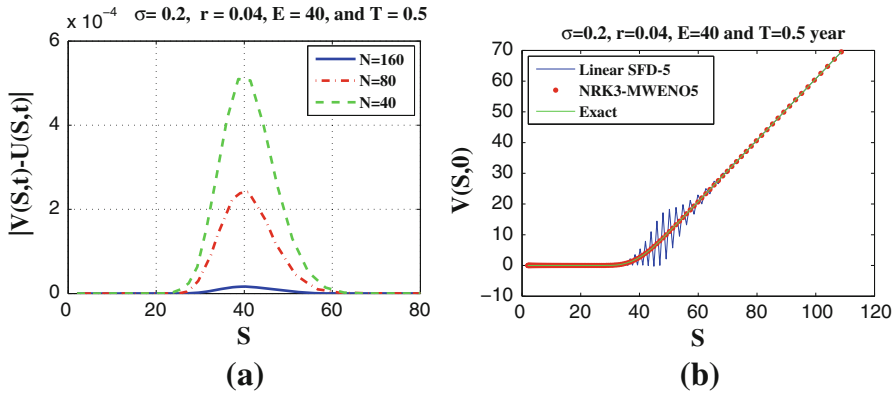 x 10⁻⁴
σ= 0.2, r = 0.04, E = 40, and T = 0.5
6
4
2
0
|V(S,t)-U(S,t)|
N=160
N=80
N=40
0 20 40 60 80
S
(a)
σ=0.2, r=0.04, E=40 and T=0.5 year
70
60
50
40
30
20
10
0
−10
V(S,0)
Linear SFD-5
NRK3-MWENO5
Exact
0 20 40 60 80 100 120
S
(b)